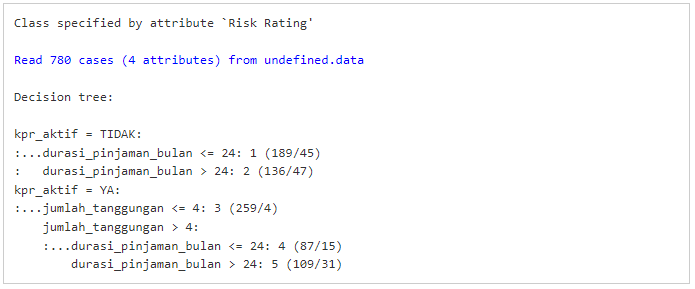 Class specified by attribute `Risk Rating'
Read 780 cases (4 attributes) from undefined.data
Decision tree:
kpr_aktif = TIDAK:
:...durasi_pinjaman_bulan <= 24: 1 (189/45)
:   durasi_pinjaman_bulan > 24: 2 (136/47)
kpr_aktif = YA:
:...jumlah_tanggungan <= 4: 3 (259/4)
    jumlah_tanggungan > 4:
    :...durasi_pinjaman_bulan <= 24: 4 (87/15)
        durasi_pinjaman_bulan > 24: 5 (109/31)